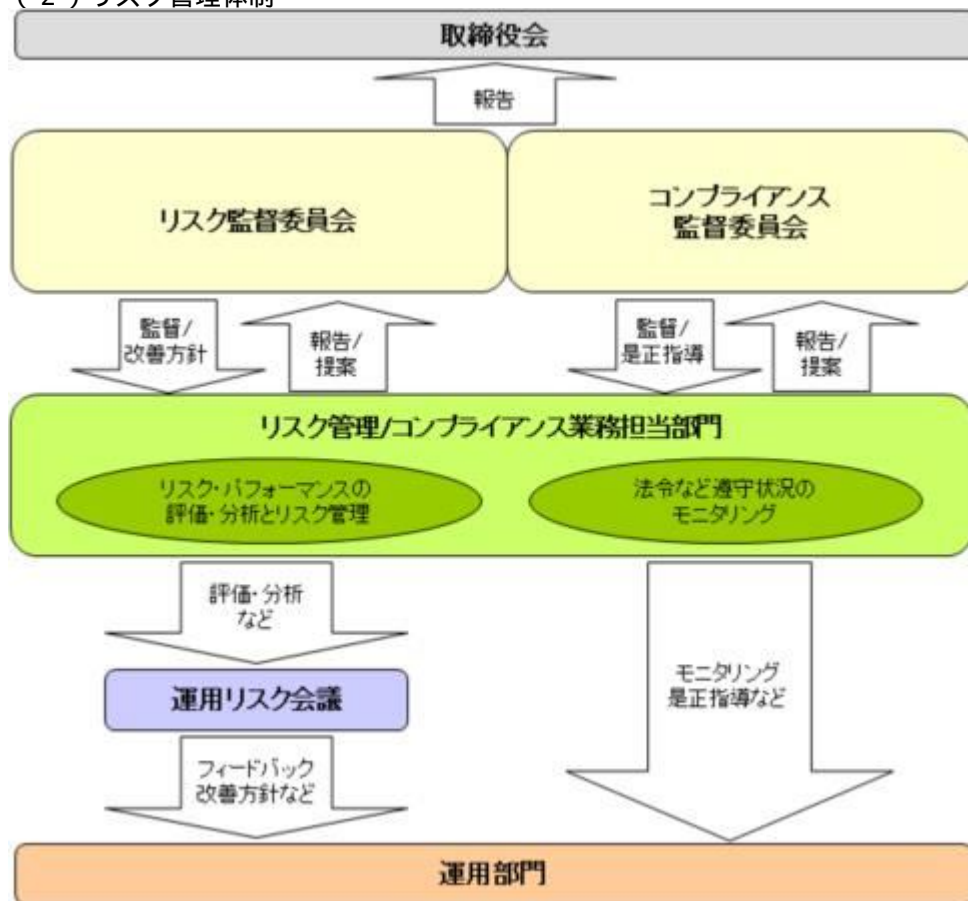 (2)リスク管理体制
取締役会
報告
リスク監督委員会
コンプライアンス
監督委員会
監督/
改善方針
報告/
提案
監督/
是正指導
報告/
提案
リスク管理/コンプライアンス業務担当部門
リスク・パフォーマンスの
評価・分析とリスク管理
法令など遵守状況の
モニタリング
評価・分析
など
運用リスク会議
モニタリング
是正指導など
フィードバック
改善方針など
運用部門